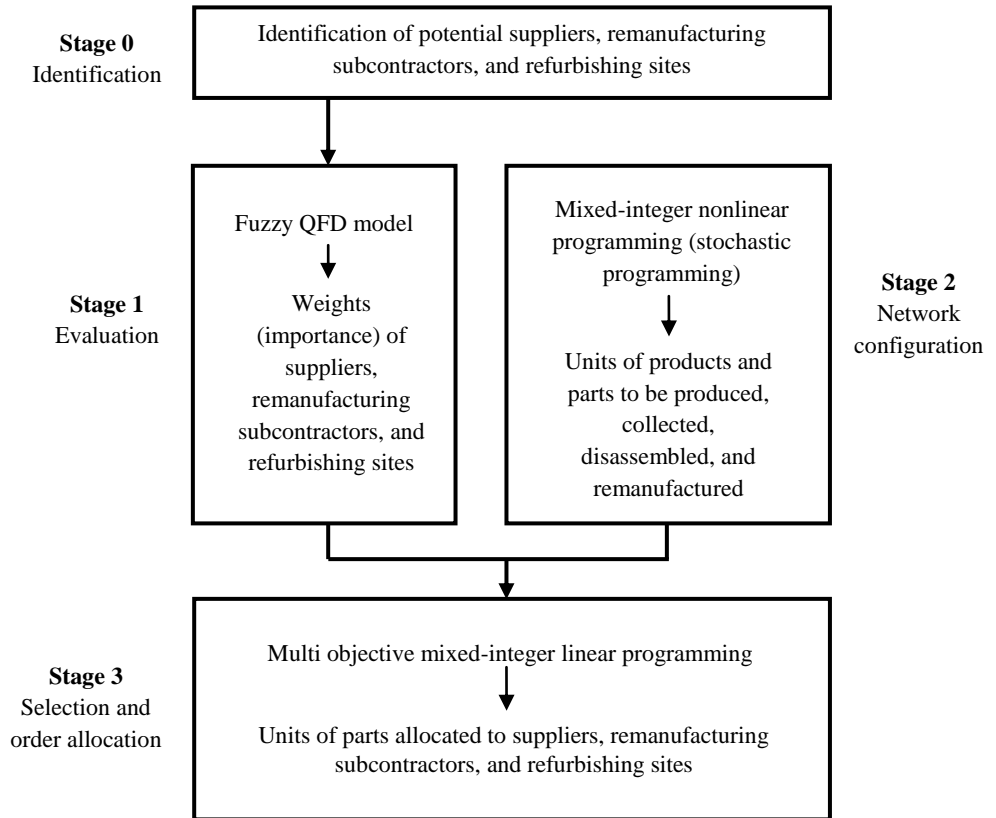 Stage 0
Identification
Identification of potential suppliers, remanufacturing
subcontractors, and refurbishing sites
Stage 1
Evaluation
Fuzzy QFD model
Weights
(importance) of
suppliers,
remanufacturing
subcontractors, and
refurbishing sites
Mixed-integer nonlinear
programming (stochastic
programming)
Units of products and
parts to be produced,
collected,
disassembled, and
remanufactured
Stage 2
Network
configuration
Stage 3
Selection and
order allocation
Multi objective mixed-integer linear programming
Units of parts allocated to suppliers, remanufacturing
subcontractors, and refurbishing sites